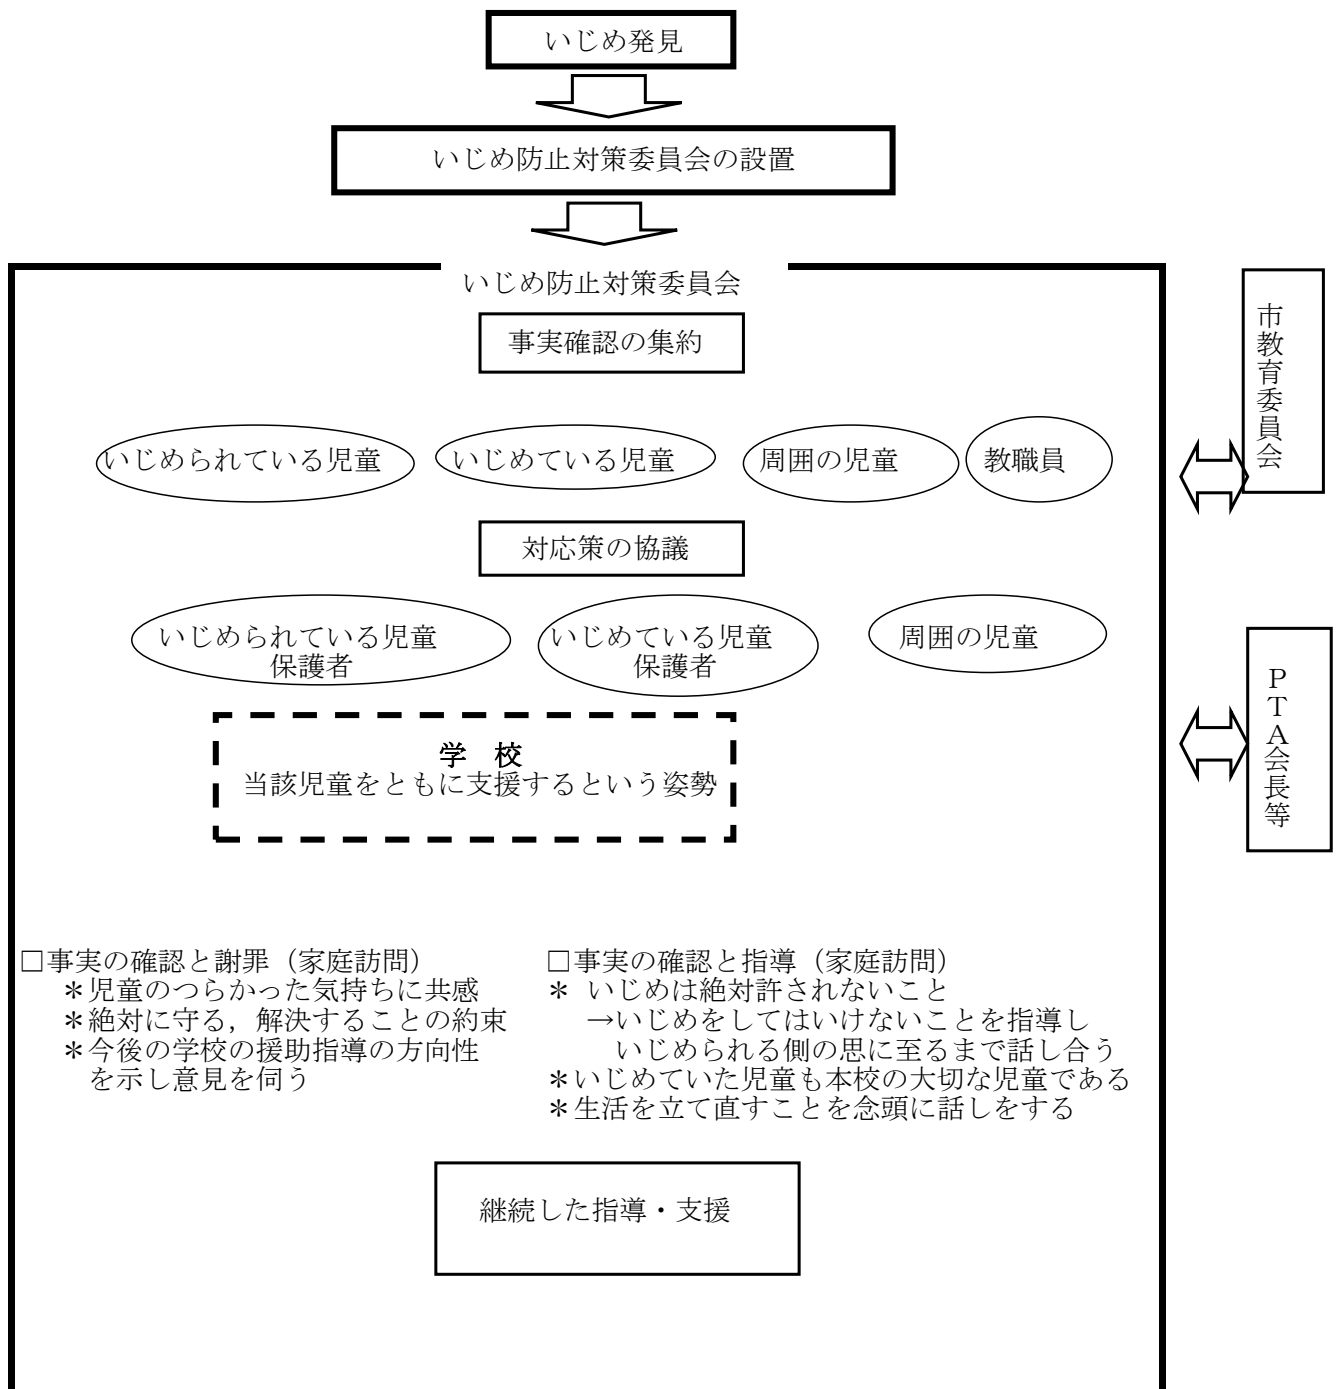 いじめ発見
いじめ防止対策委員会の設置
いじめ防止対策委員会
事実確認の集約
いじめられている児童
いじめている児童
周囲の児童
教職員
市教育委員会
対応策の協議
いじめられている児童
保護者
いじめている児童
保護者
周囲の児童
学 校
当該児童をともに支援するという姿勢
PTA会長等
□事実の確認と謝罪（家庭訪問）
＊児童のつらかった気持ちに共感
＊絶対に守る，解決することの約束
＊今後の学校の援助指導の方向性
を示し意見を伺う
□事実の確認と指導（家庭訪問）
＊ いじめは絶対許されないこと
→いじめをしてはいけないことを指導し
いじめられる側の思に至るまで話し合う
＊いじめていた児童も本校の大切な児童である
＊生活を立て直すことを念頭に話しをする
継続した指導・支援